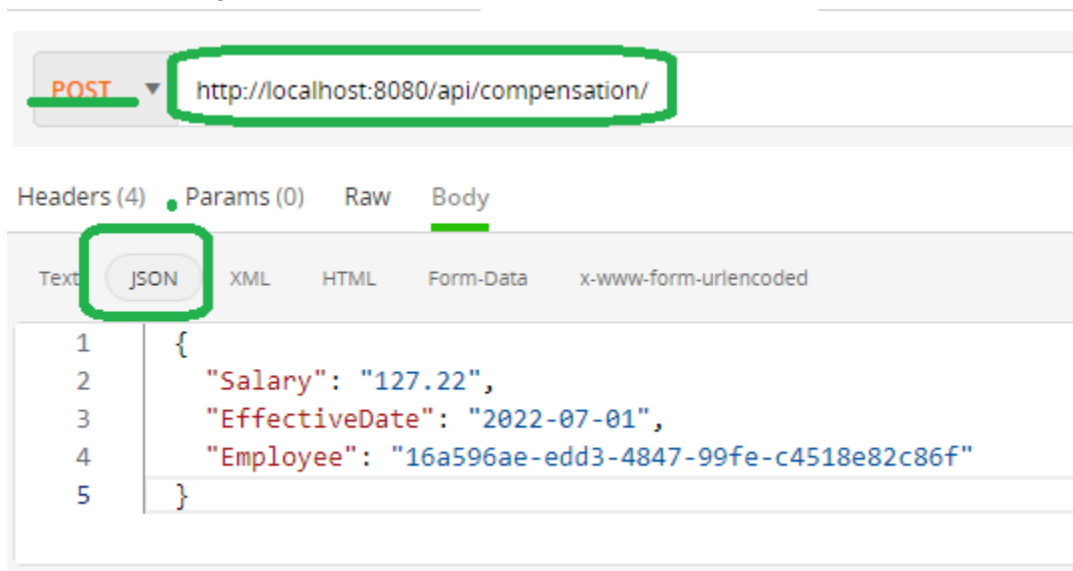 POST http://localhost:8080/api/compensation/
Headers (4) Params (0) Raw Body
Text JSON XML HTML Form-Data x-www-form-urlencoded
1 {
2 "Salary": "127.22",
3 "EffectiveDate": "2022-07-01",
4 "Employee": "16a596ae-edd3-4847-99fe-c4518e82c86f"
5 }